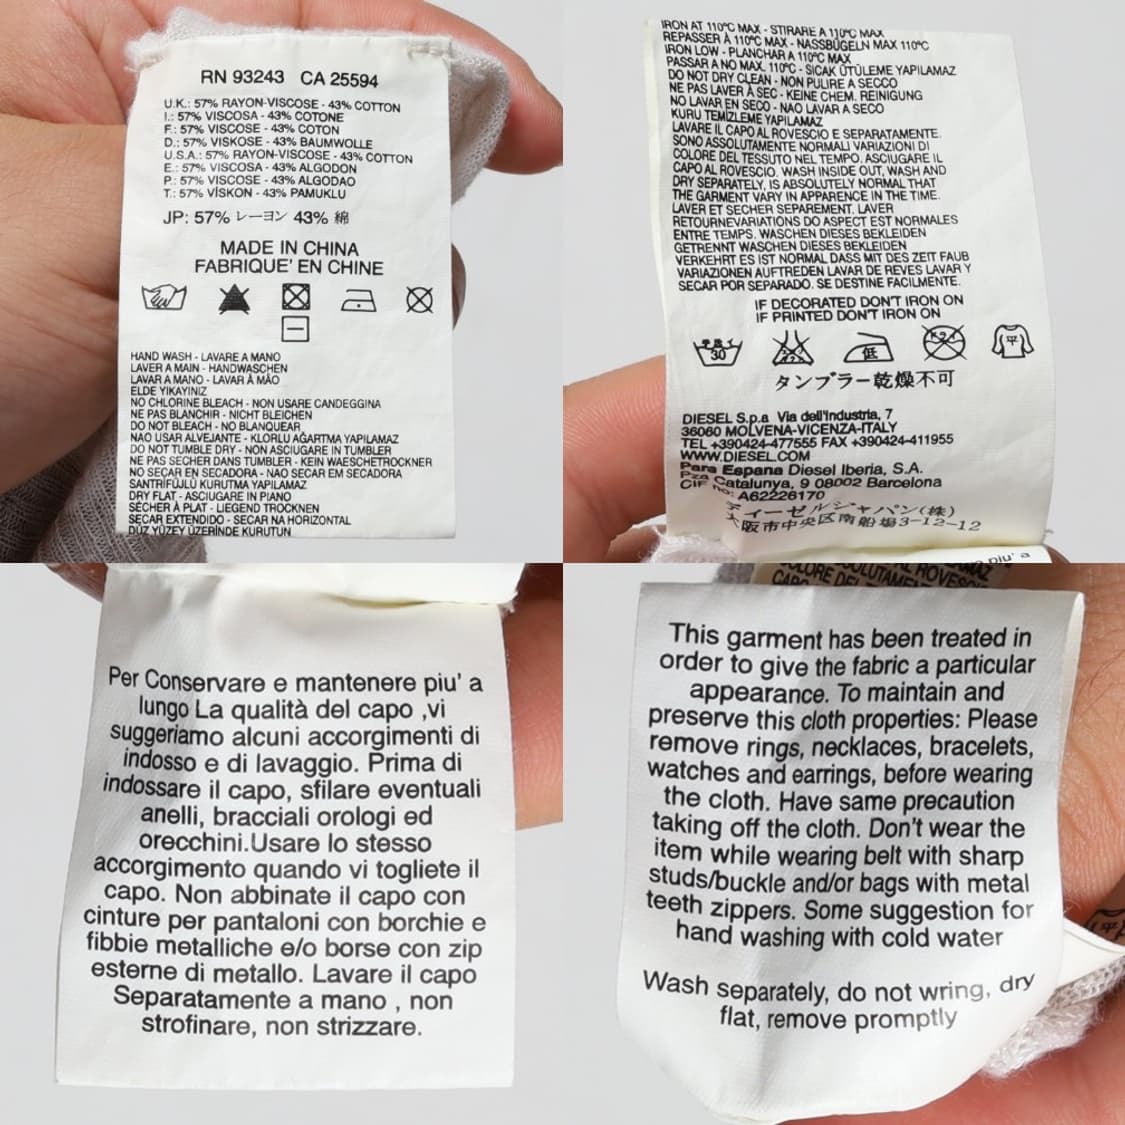 RN 93243 CA 25594
U.K.: 57% RAYON-VISCOSE - 43% COTTON
I.: 57% VISCOSA - 43% COTONE
F.: 57% VISCOSE - 43% COTON
D.: 57% VISKOSE - 43% BAUMWOLLE
U.S.A.: 57% RAYON-VISCOSE - 43% COTTON
E.: 57% VISCOSA - 43% ALGODON
P.: 57% VISCOSE - 43% ALGODAO
T.: 57% VİSKON - 43% PAMUKLU
JP: 57% レーヨン 43% 綿
MADE IN CHINA
FABRIQUE' EN CHINE
HAND WASH - LAVARE A MANO
LAVER A MAIN - HANDWASCHEN
LAVAR A MANO - LAVAR À MÃO
ELDE YIKAYINIZ
NO CHLORINE BLEACH - NON USARE CANDEGGINA
NE PAS BLANCHIR - NICHT BLEICHEN
DO NOT BLEACH - NO BLANQUEAR
NAO USAR ALVEJANTE - KLORLU AĞARTMA YAPILAMAZ
DO NOT TUMBLE DRY - NON ASCIUGARE IN TUMBLER
NE PAS SECHER DANS TUMBLER - KEIN WAESCHETROCKNER
NO SECAR EN SECADORA - NAO SECAR EM SECADORA
SANTRİFÜJLÜ KURUTMA YAPILAMAZ
DRY FLAT - ASCIUGARE IN PIANO
SÉCHER À PLAT - LIEGEND TROCKNEN
SECAR EXTENDIDO - SECAR NA HORIZONTAL
DÜZ YÜZEY ÜZERİNDE KURUTUN
IRON AT 110ºC MAX - STIRARE A 110ºC MAX
REPASSER À 110ºC MAX - NASSBÜGELN MAX 110ºC
IRON LOW - PLANCHAR A 110ºC MAX
PASSAR A NO MAX. 110ºC - SICAK ÜTÜLEME YAPILAMAZ
DO NOT DRY CLEAN - NON PULIRE A SECCO
NE PAS LAVER À SEC - KEINE CHEM. REINIGUNG
NO LAVAR EN SECO - NAO LAVAR A SECO
KURU TEMİZLEME YAPILAMAZ
LAVARE IL CAPO AL ROVESCIO E SEPARATAMENTE.
SONO ASSOLUTAMENTE NORMALI VARIAZIONI DI
COLORE DEL TESSUTO NEL TEMPO. ASCIUGARE IL
CAPO AL ROVESCIO. WASH INSIDE OUT, WASH AND
DRY SEPARATELY, IS ABSOLUTELY NORMAL THAT
THE GARMENT VARY IN APPARENCE IN THE TIME.
LAVER ET SECHER SEPAREMENT. LAVER
RETOURNEVARIATIONS DO ASPECT EST NORMALES
ENTRE TEMPS. WASCHEN DIESES BEKLEIDEN
GETRENNT WASCHEN DIESES BEKLEIDEN
VERKEHRT ES IST NORMAL DASS MIT DES ZEIT FAUB
VARIAZIONEN AUFTREDEN LAVAR DE REVES LAVAR Y
SECAR POR SEPARADO. SE DESTINE FACILMENTE.
IF DECORATED DON'T IRON ON
IF PRINTED DON'T IRON ON
30 低 平
タンブラー乾燥不可
DIESEL S.p.a Via dell'industria, 7
36060 MOLVENA-VICENZA-ITALY
TEL +390424-477555 FAX +390424-411955
WWW.DIESEL.COM
Para Espana Diesel Iberia, S.A.
Pza Catalunya, 9 08002 Barcelona
CIF no: A62226170
ディーゼルジャパン(株)
大阪市中央区南船場3-12-12
piu' a
Per Conservare e mantenere piu' a
lungo La qualità del capo ,vi
suggeriamo alcuni accorgimenti di
indosso e di lavaggio. Prima di
indossare il capo, sfilare eventuali
anelli, bracciali orologi ed
orecchini.Usare lo stesso
accorgimento quando vi togliete il
capo. Non abbinate il capo con
cinture per pantaloni con borchie e
fibbie metalliche e/o borse con zip
esterne di metallo. Lavare il capo
Separatamente a mano , non
strofinare, non strizzare.
This garment has been treated in
order to give the fabric a particular
appearance. To maintain and
preserve this cloth properties: Please
remove rings, necklaces, bracelets,
watches and earrings, before wearing
the cloth. Have same precaution
taking off the cloth. Don't wear the
item while wearing belt with sharp
studs/buckle and/or bags with metal
teeth zippers. Some suggestion for
hand washing with cold water
Wash separately, do not wring, dry
flat, remove promptly